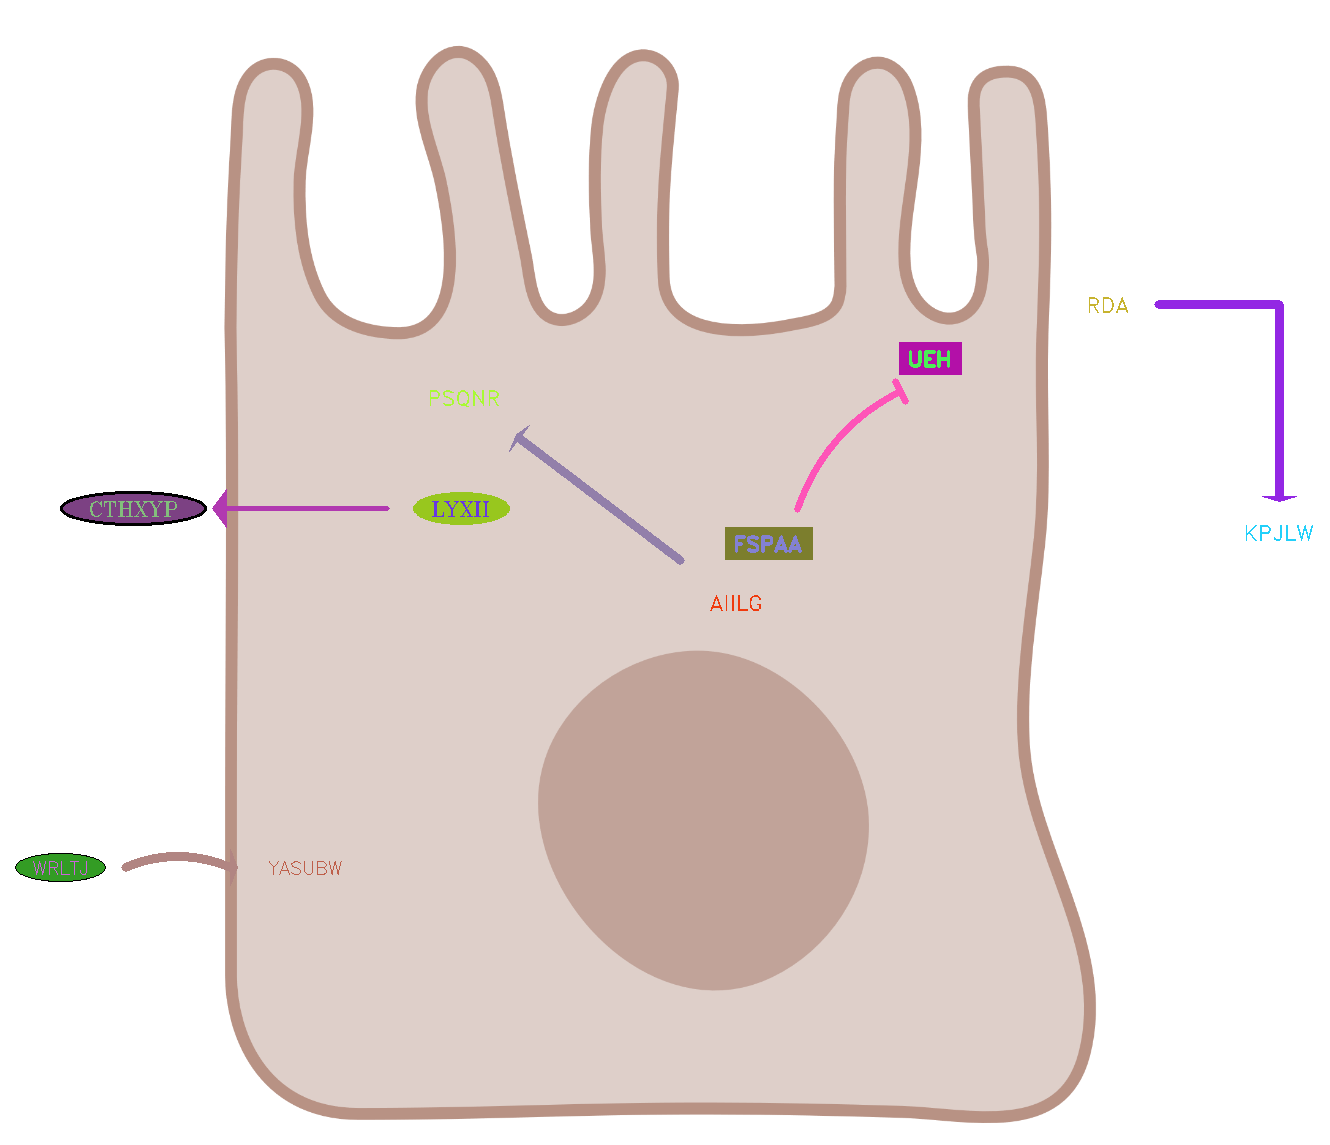 RDA
UEH
PSQNR
CTHXYP
LYXII
KPJLW
FSPAA
AIILG
WRLTJ
YASUBW